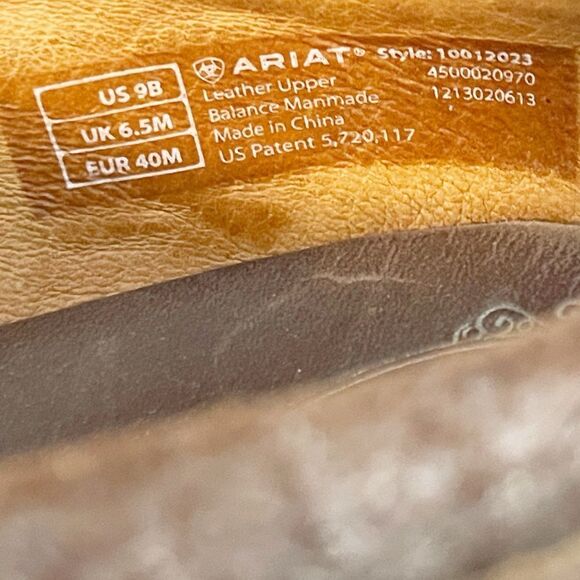 US 9B
UK 6.5M
EUR 40M
ARIAT®
Leather Upper
Balance Manmade
Made in China
US Patent 5,720,117
Style: 10012023
4500020970
1213020613